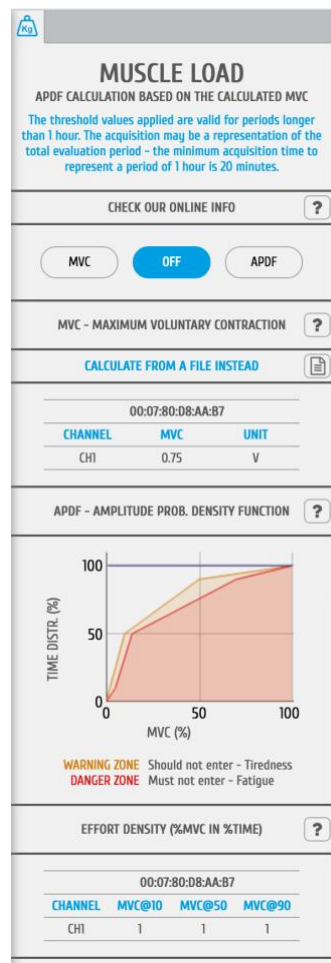 Kg
MUSCLE LOAD
APDF CALCULATION BASED ON THE CALCULATED MVC
The threshold values applied are valid for periods longer
than 1 hour. The acquisition may be a representation of the
total evaluation period - the minimum acquisition time to
represent a period of 1 hour is 20 minutes.
CHECK OUR ONLINE INFO ?
MVC OFF APDF
MVC - MAXIMUM VOLUNTARY CONTRACTION ?
CALCULATE FROM A FILE INSTEAD
00:07:80:D8:AA:B7
CHANNEL MVC UNIT
CH1 0.75 V
APDF - AMPLITUDE PROB. DENSITY FUNCTION ?
TIME DISTR. (%)
100
50
0
0 50 100
MVC (%)
WARNING ZONE Should not enter - Tiredness
DANGER ZONE Must not enter - Fatigue
EFFORT DENSITY (%MVC IN %TIME) ?
00:07:80:D8:AA:B7
CHANNEL MVC@10 MVC@50 MVC@90
CH1 1 1 1